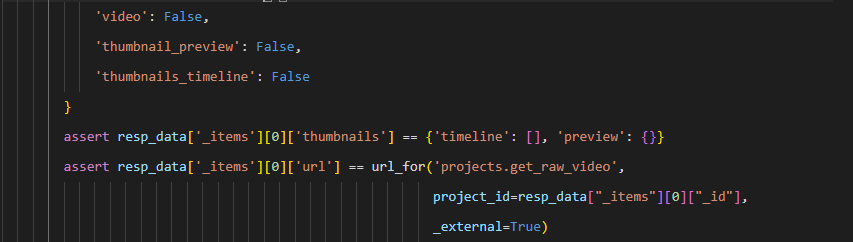 'video': False,
'thumbnail_preview': False,
'thumbnails_timeline': False
}
assert resp_data['_items'][0]['thumbnails'] == {'timeline': [], 'preview': {}}
assert resp_data['_items'][0]['url'] == url_for('projects.get_raw_video',
project_id=resp_data["_items"][0]["_id"],
_external=True)